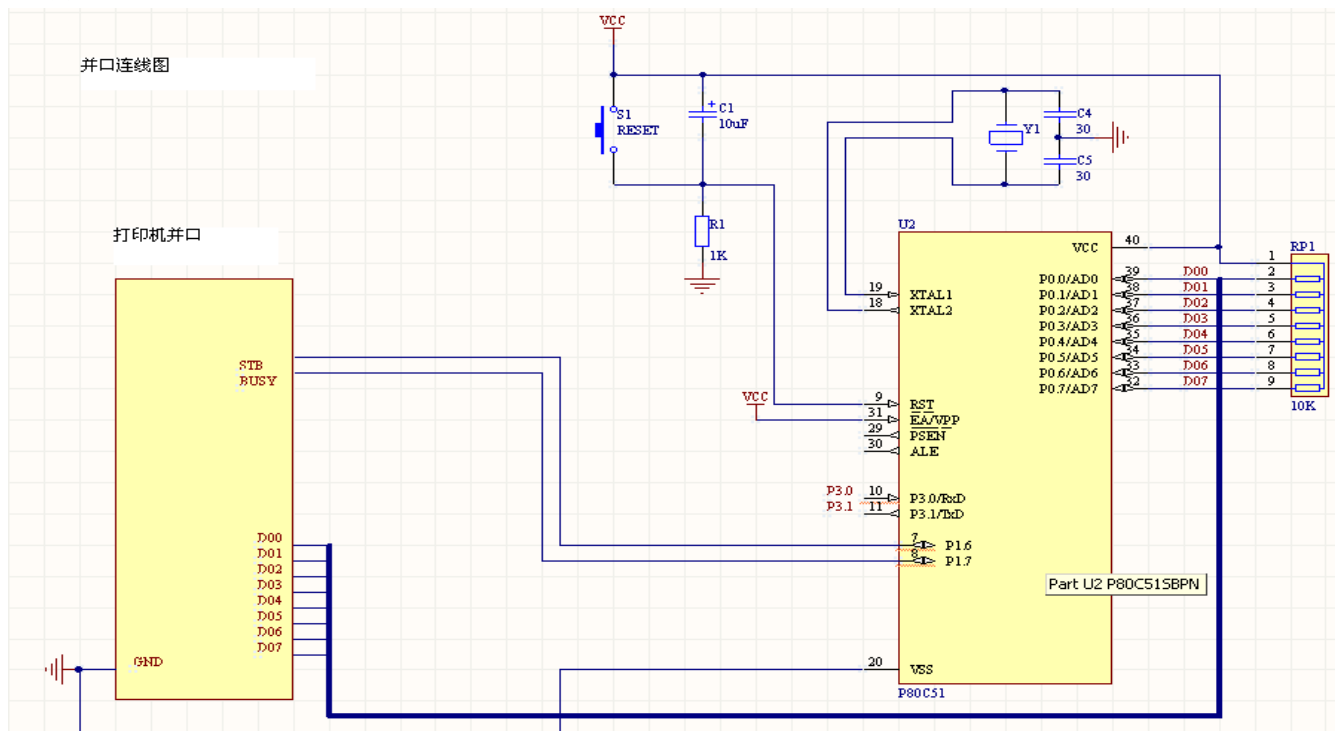 VCC
并口连线图
S1
RESET
C1
10uF
+
Y1
C4
30
C5
30
R1
1K
打印机并口
STB
BUSY
D00
D01
D02
D03
D04
D05
D06
D07
GND
U2
VCC 40
19 XTAL1
18 XTAL2
VCC
9 RST
31 EA/VPP
29 PSEN
30 ALE
P3.0 10 P3.0/RxD
P3.1 11 P3.1/TxD
7 P1.6
8 P1.7
20 VSS
P80C51
P0.0/AD0 39 D00 2
P0.1/AD1 38 D01 3
P0.2/AD2 37 D02 4
P0.3/AD3 36 D03 5
P0.4/AD4 35 D04 6
P0.5/AD5 34 D05 7
P0.6/AD6 33 D06 8
P0.7/AD7 32 D07 9
1
RP1
10K
Part U2 P80C51SBPN